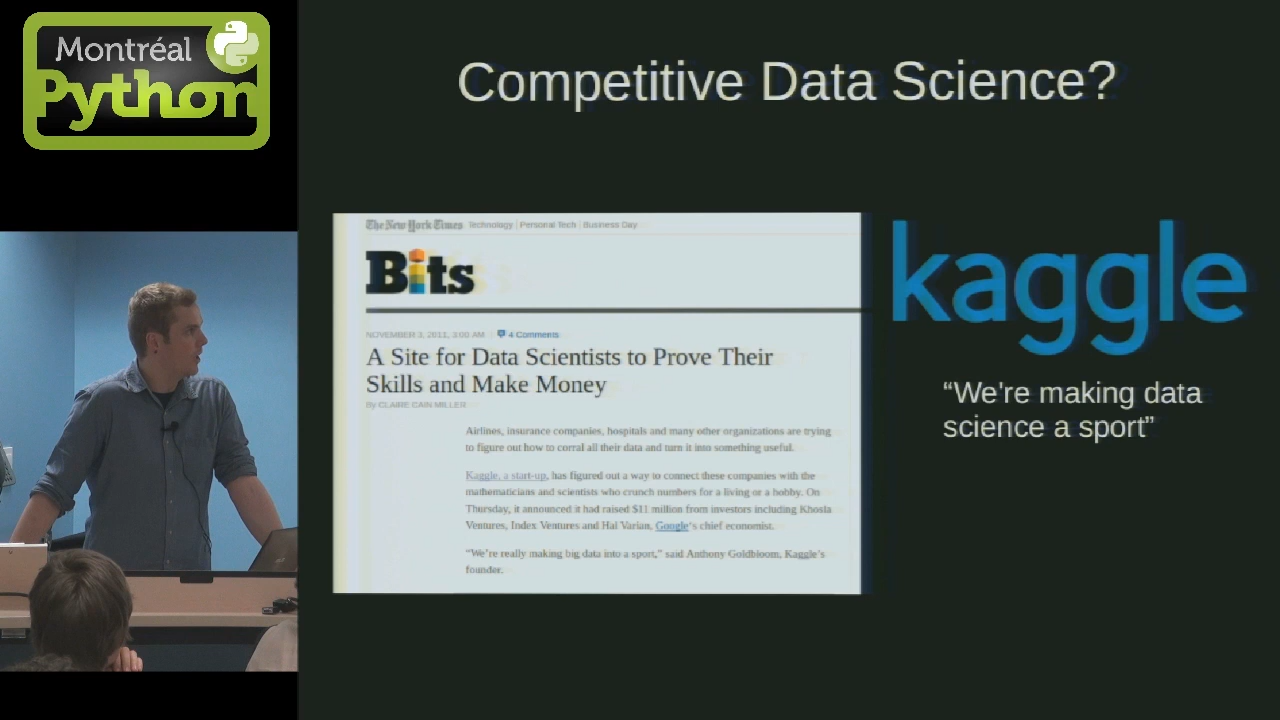 Montréal
Python
Competitive Data Science?
The New York Times Technology | Personal Tech | Business Day
Bits
NOVEMBER 3, 2011, 3:00 AM 4 Comments
A Site for Data Scientists to Prove Their
Skills and Make Money
By CLAIRE CAIN MILLER
Airlines, insurance companies, hospitals and many other organizations are trying
to figure out how to corral all their data and turn it into something useful.
Kaggle, a start-up, has figured out a way to connect these companies with the
mathematicians and scientists who crunch numbers for a living or a hobby. On
Thursday, it announced it had raised $11 million from investors including Khosla
Ventures, Index Ventures and Hal Varian, Google's chief economist.
“We're really making big data into a sport,” said Anthony Goldbloom, Kaggle's
founder.
kaggle
“We're making data
science a sport”